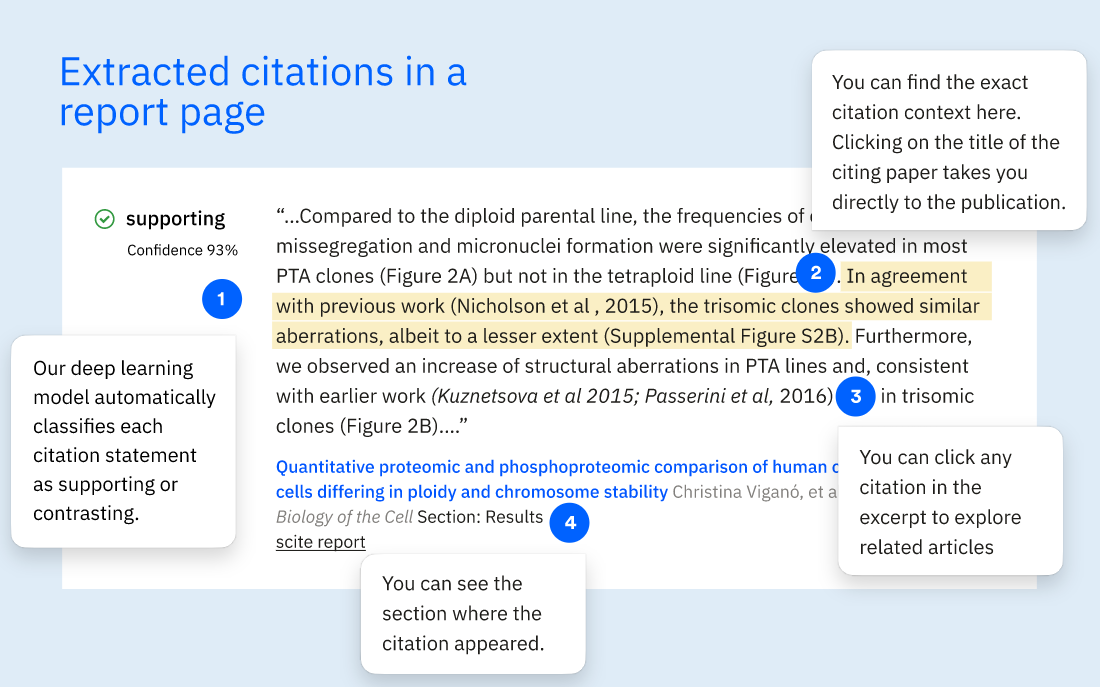 Extracted citations in a
report page
You can find the exact
citation context here.
Clicking on the title of the
citing paper takes you
directly to the publication.
supporting
Confidence 93%
1
Our deep learning
model automatically
classifies each
citation statement
as supporting or
contrasting.
“...Compared to the diploid parental line, the frequencies of
missegregation and micronuclei formation were significantly elevated in most
PTA clones (Figure 2A) but not in the tetraploid line (Figure 2 . In agreement
with previous work (Nicholson et al , 2015), the trisomic clones showed similar
aberrations, albeit to a lesser extent (Supplemental Figure S2B). Furthermore,
we observed an increase of structural aberrations in PTA lines and, consistent
with earlier work (Kuznetsova et al 2015; Passerini et al, 2016) 3 in trisomic
clones (Figure 2B)....”
Quantitative proteomic and phosphoproteomic comparison of human
cells differing in ploidy and chromosome stability Christina Viganó, et
Biology of the Cell Section: Results 4
scite report
You can click any
citation in the
excerpt to explore
related articles
You can see the
section where the
citation appeared.